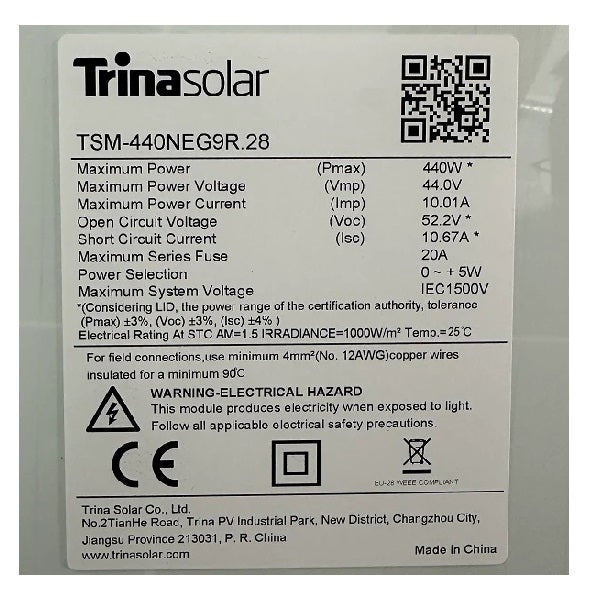 Trinasolar
TSM-440NEG9R.28
Maximum Power (Pmax) 440W *
Maximum Power Voltage (Vmp) 44.0V
Maximum Power Current (Imp) 10.01A
Open Circuit Voltage (Voc) 52.2V *
Short Circuit Current (Isc) 10.67A *
Maximum Series Fuse 20A
Power Selection 0 ~ +5W
Maximum System Voltage IEC1500V
*(Considering LID, the power range of the certification authority, tolerance
(Pmax) ±3%, (Voc) ±3%, (Isc) ±4% )
Electrical Rating At STC AM=1.5 IRRADIANCE=1000W/m² Temp.=25°C
For field connections,use minimum 4mm²(No. 12AWG)copper wires
insulated for a minimum 90°C
WARNING-ELECTRICAL HAZARD
This module produces electricity when exposed to light.
Follow all applicable electrical safety precautions.
CE
EU-28 WEEE COMPLIANT
Trina Solar Co., Ltd.
No.2TianHe Road, Trina PV Industrial Park, New District, Changzhou City,
Jiangsu Province 213031, P. R. China
www.trinasolar.com Made In China